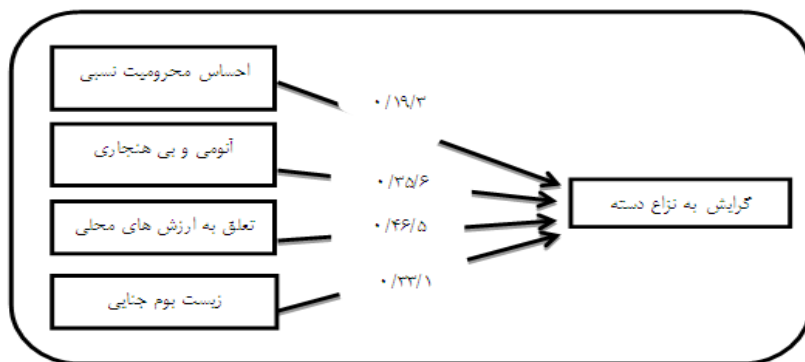 احساس محرومیت نسبی
۰/۱۹/۳
آنومی و بی هنجاری
۰/۳۵/۶
گرایش به نزاع دسته
تعلق به ارزش های محلی
۰/۴۶/۵
زیست بوم جنایی
۰/۳۳/۱